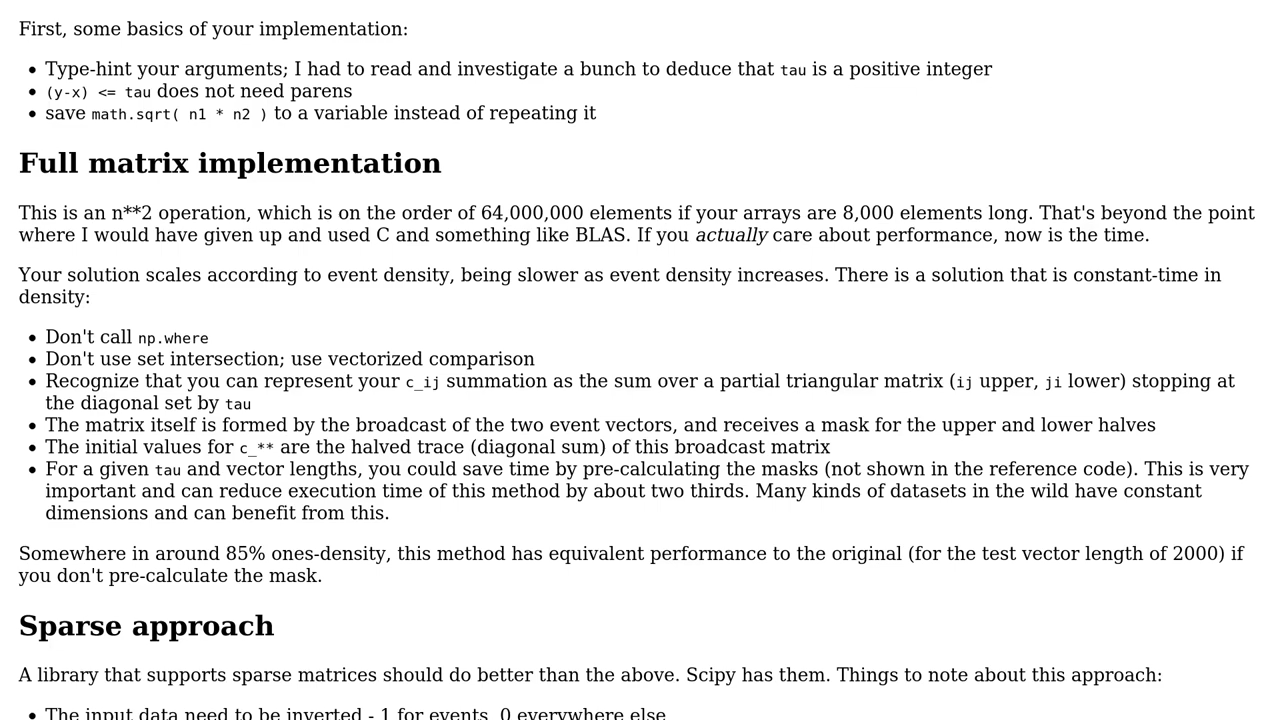 First, some basics of your implementation:
• Type-hint your arguments; I had to read and investigate a bunch to deduce that tau is a positive integer
• (y-x) <= tau does not need parens
• save math.sqrt( n1 * n2 ) to a variable instead of repeating it
Full matrix implementation
This is an n**2 operation, which is on the order of 64,000,000 elements if your arrays are 8,000 elements long. That's beyond the point
where I would have given up and used C and something like BLAS. If you actually care about performance, now is the time.
Your solution scales according to event density, being slower as event density increases. There is a solution that is constant-time in
density:
• Don't call np.where
• Don't use set intersection; use vectorized comparison
• Recognize that you can represent your c_ij summation as the sum over a partial triangular matrix (ij upper, ji lower) stopping at
the diagonal set by tau
• The matrix itself is formed by the broadcast of the two event vectors, and receives a mask for the upper and lower halves
• The initial values for c_** are the halved trace (diagonal sum) of this broadcast matrix
• For a given tau and vector lengths, you could save time by pre-calculating the masks (not shown in the reference code). This is very
important and can reduce execution time of this method by about two thirds. Many kinds of datasets in the wild have constant
dimensions and can benefit from this.
Somewhere in around 85% ones-density, this method has equivalent performance to the original (for the test vector length of 2000) if
you don't pre-calculate the mask.
Sparse approach
A library that supports sparse matrices should do better than the above. Scipy has them. Things to note about this approach:
• The input data need to be inverted - 1 for events, 0 everywhere else